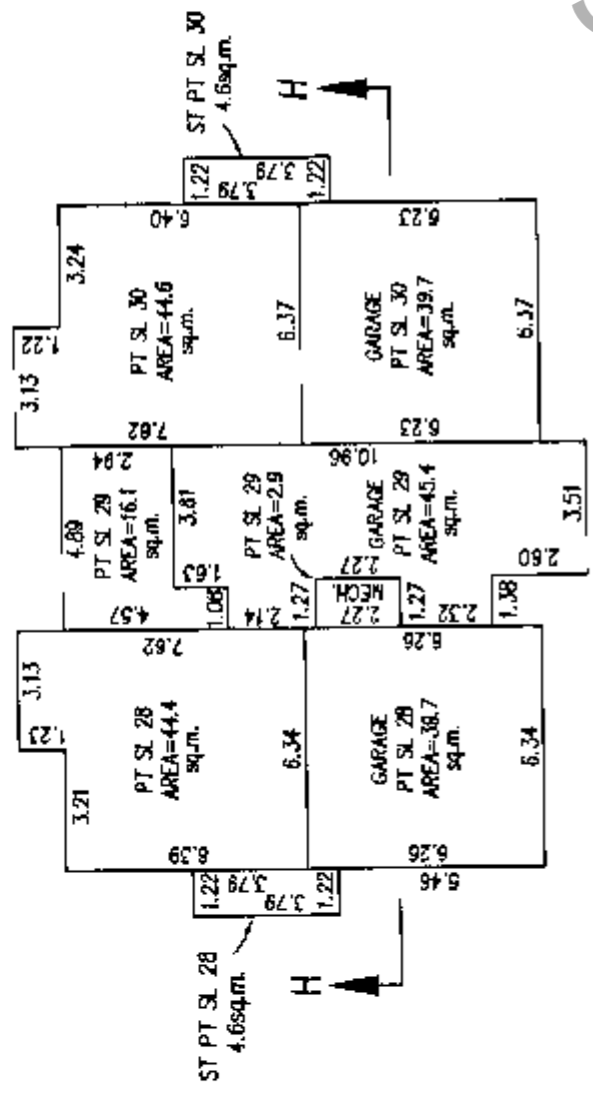 ST PT SL 30
4.6sq.m.
H
1.22
3.79
3.79
1.22
3.24
1.22
3.13
6.40
PT SL 30
AREA=44.6
sq.m.
7.62
6.37
6.23
GARAGE
PT SL 30
AREA=39.7
sq.m.
6.23
6.37
4.89
2.94
PT SL 29
AREA=16.1
sq.m.
4.57
3.81
1.63
1.08
10.96
PT SL 29
AREA=2.9
sq.m.
GARAGE
PT SL 29
AREA=45.4
sq.m.
2.14
1.27
2.27
MECH.
2.27
1.27
2.32
1.38
2.60
3.51
3.13
1.23
3.21
7.62
PT SL 28
AREA=44.4
sq.m.
6.39
6.34
6.26
GARAGE
PT SL 28
AREA=39.7
sq.m.
6.26
6.34
5.46
1.22
3.79
3.79
1.22
ST PT SL 28
4.6sq.m.
H